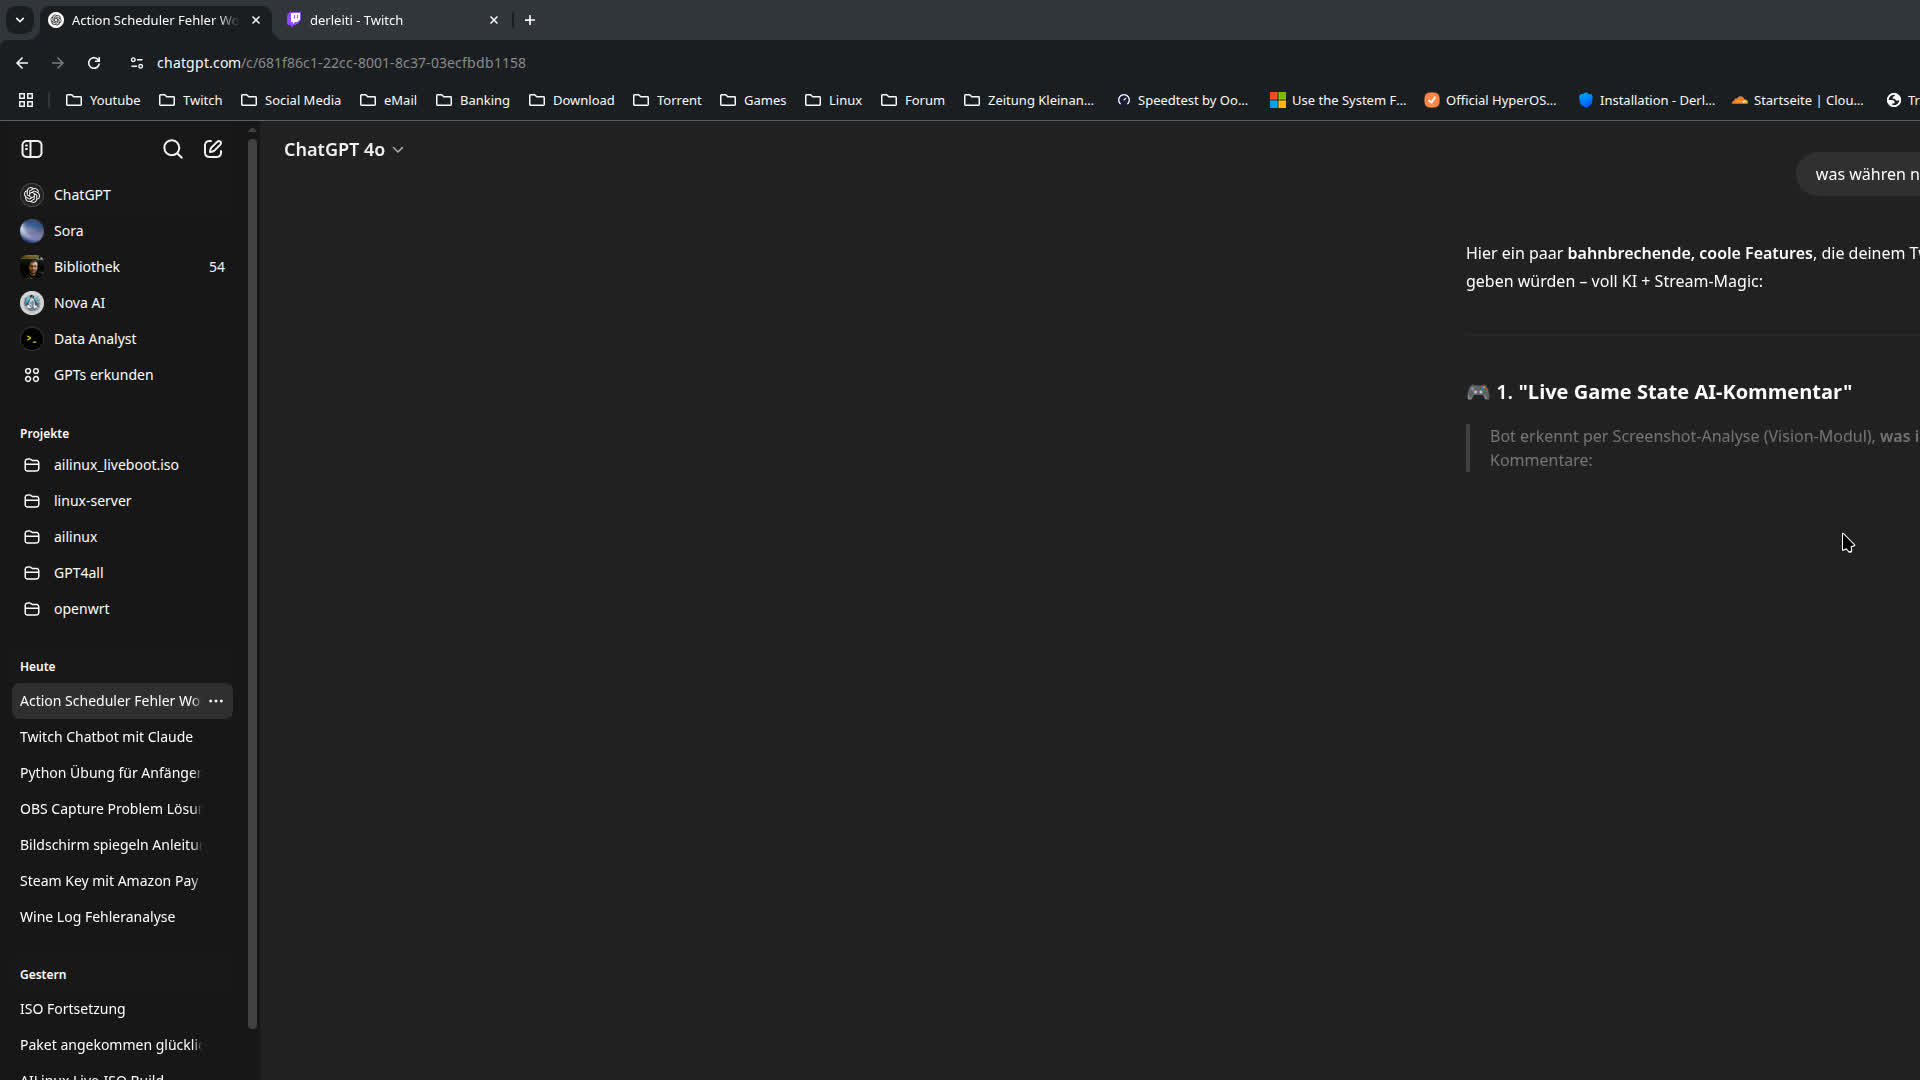 Action Scheduler Fehler Wo
derleiti - Twitch
chatgpt.com/c/681f86c1-22cc-8001-8c37-03ecfbdb1158
Youtube Twitch Social Media eMail Banking Download Torrent Games Linux Forum Zeitung Kleinan... Speedtest by Oo... Use the System F... Official HyperOS... Installation - Derl... Startseite | Clou... Tr
ChatGPT 4o
was währen n
ChatGPT
Sora
Bibliothek 54
Nova AI
Data Analyst
GPTs erkunden
Projekte
ailinux_liveboot.iso
linux-server
ailinux
GPT4all
openwrt
Heute
Action Scheduler Fehler Wo ...
Twitch Chatbot mit Claude
Python Übung für Anfänger
OBS Capture Problem Lösu
Bildschirm spiegeln Anleitu
Steam Key mit Amazon Pay
Wine Log Fehleranalyse
Gestern
ISO Fortsetzung
Paket angekommen glückli
AILinux Live ISO Build
Hier ein paar bahnbrechende, coole Features, die deinem Tw
geben würden – voll KI + Stream-Magic:
🎮 1. "Live Game State AI-Kommentar"
Bot erkennt per Screenshot-Analyse (Vision-Modul), was i
Kommentare: